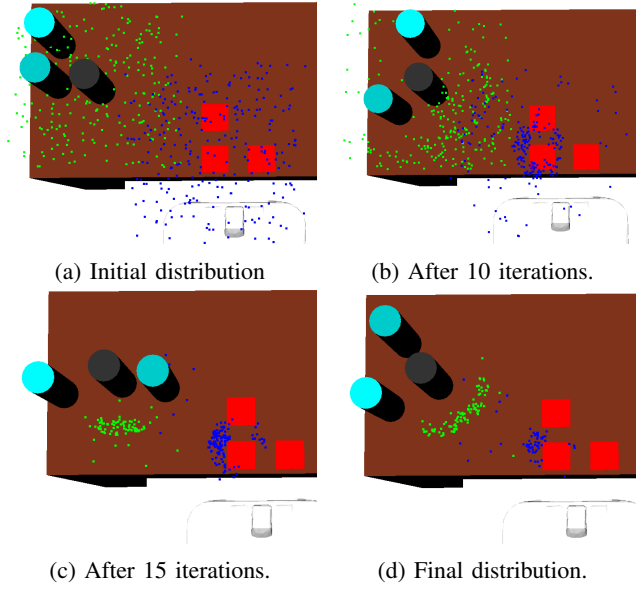 (a) Initial distribution
(b) After 10 iterations.
(c) After 15 iterations.
(d) Final distribution.